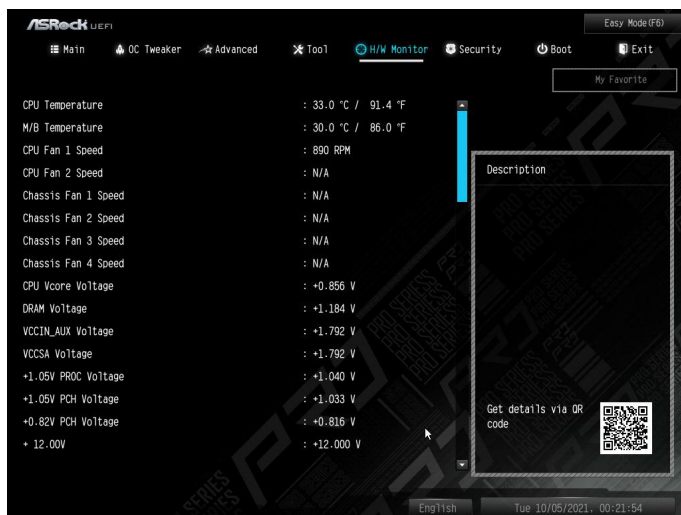 ASRock UEFI
Easy Mode(F6)
Main OC Tweaker Advanced Tool H/W Monitor Security Boot Exit
My Favorite
CPU Temperature : 33.0 °C / 91.4 °F
M/B Temperature : 30.0 °C / 86.0 °F
CPU Fan 1 Speed : 890 RPM
CPU Fan 2 Speed : N/A
Chassis Fan 1 Speed : N/A
Chassis Fan 2 Speed : N/A
Chassis Fan 3 Speed : N/A
Chassis Fan 4 Speed : N/A
CPU Vcore Voltage : +0.856 V
DRAM Voltage : +1.184 V
VCCIN_AUX Voltage : +1.792 V
VCCSA Voltage : +1.792 V
+1.05V PROC Voltage : +1.040 V
+1.05V PCH Voltage : +1.033 V
+0.82V PCH Voltage : +0.816 V
+ 12.00V : +12.000 V
Description
Get details via QR
code
English
Tue 10/05/2021. 00:21:54